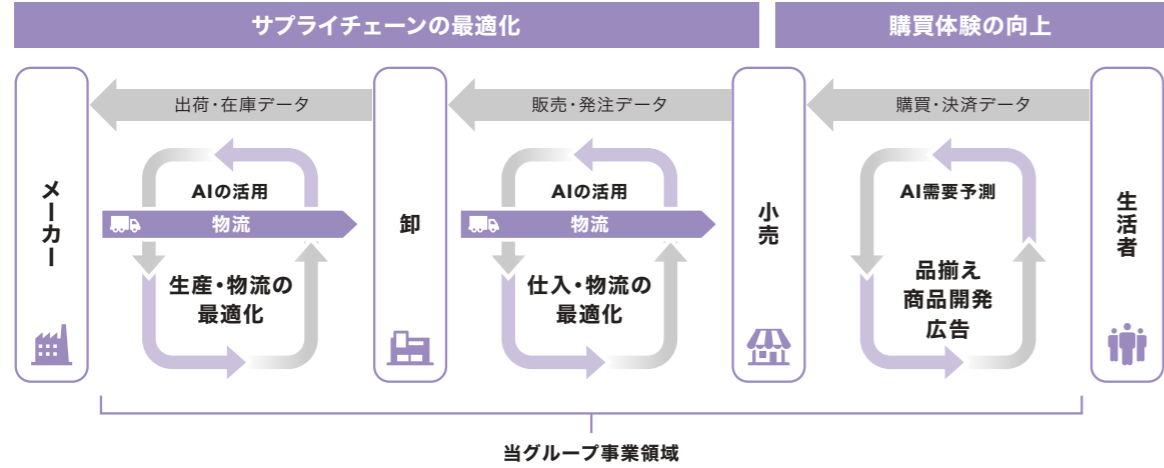 サプライチェーンの最適化
購買体験の向上
メーカー
出荷・在庫データ
AIの活用
物流
生産・物流の
最適化
卸
販売・発注データ
AIの活用
物流
仕入・物流の
最適化
小売
購買・決済データ
AI需要予測
品揃え
商品開発
広告
生活者
当グループ事業領域